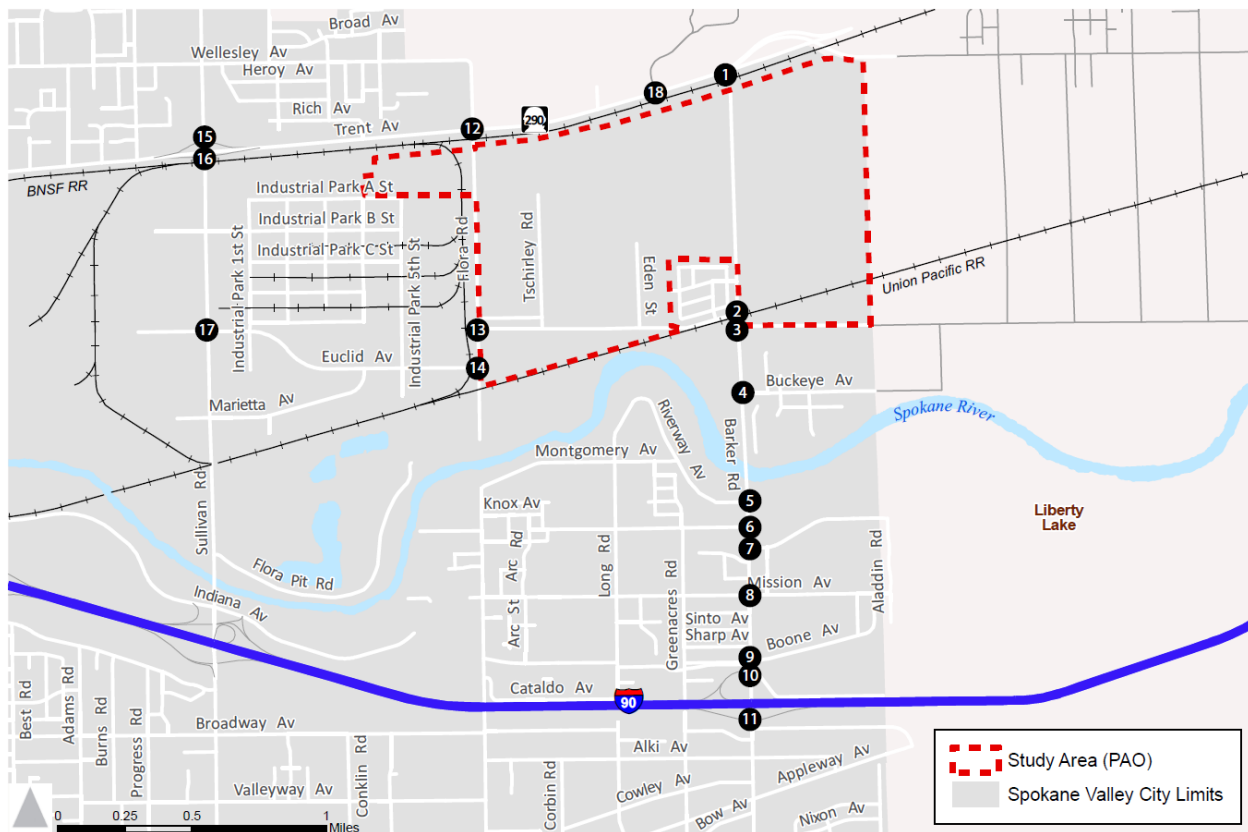 Broad Av
Wellesley Av
Heroy Av
1
18
Rich Av
290
Trent Av
12
15
16
BNSF RR
Industrial Park A St
Industrial Park B St
Industrial Park C St
Industrial Park 1st St
Industrial Park 5th St
Flora Rd
Tschirley Rd
Eden St
Union Pacific RR
2
3
13
17
Euclid Av
14
Buckeye Av
4
Marietta Av
Spokane River
Riverway Av
Barker Rd
Montgomery Av
Sullivan Rd
Knox Av
5
Liberty
Lake
6
7
Arc Rd
Long Rd
Flora Pit Rd
Mission Av
Aladdin Rd
8
Indiana Av
Arc St
Greenacres Rd
Sinto Av
Sharp Av
Boone Av
9
10
Cataldo Av
90
Best Rd
Adams Rd
Burns Rd
Progress Rd
Broadway Av
11
Conklin Rd
Alki Av
Corbin Rd
Appleway Av
Cowley Av
Valleyway Av
Bow Av
Nixon Av
Study Area (PAO)
Spokane Valley City Limits
0 0.25 0.5 1
Miles